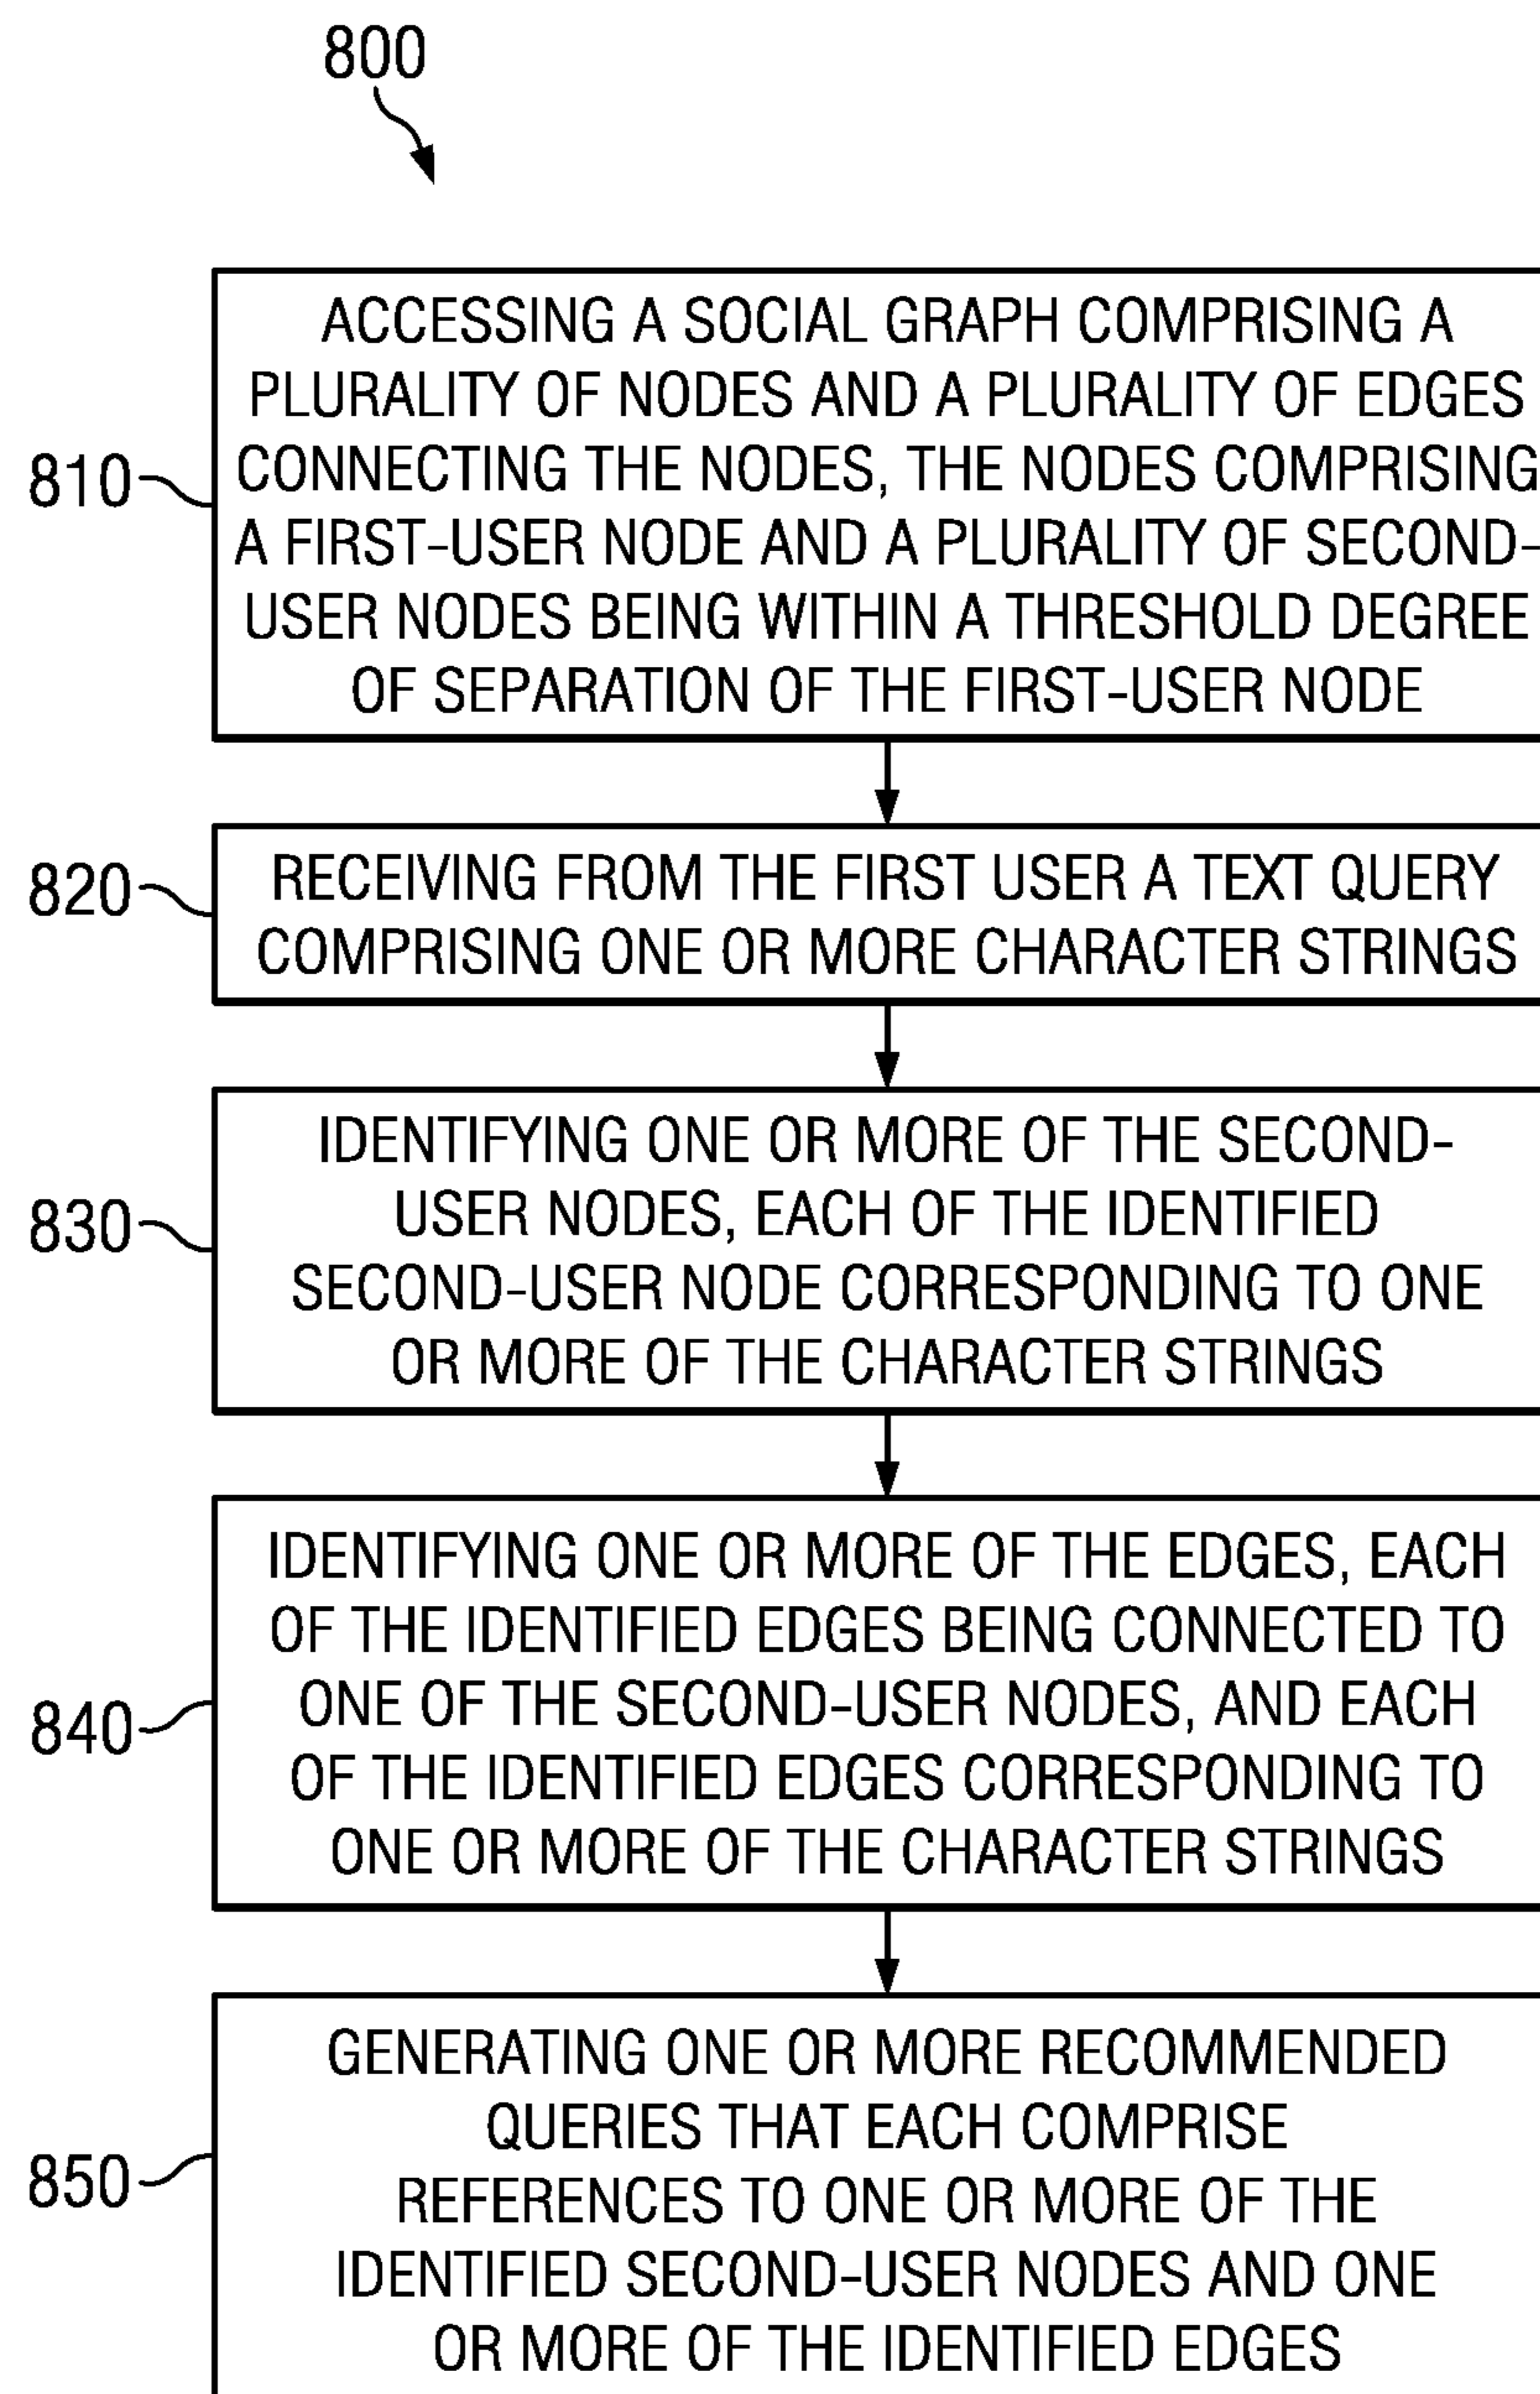 800
810
ACCESSING A SOCIAL GRAPH COMPRISING A
PLURALITY OF NODES AND A PLURALITY OF EDGES
CONNECTING THE NODES, THE NODES COMPRISING
A FIRST-USER NODE AND A PLURALITY OF SECOND-
USER NODES BEING WITHIN A THRESHOLD DEGREE
OF SEPARATION OF THE FIRST-USER NODE
820
RECEIVING FROM THE FIRST USER A TEXT QUERY
COMPRISING ONE OR MORE CHARACTER STRINGS
830
IDENTIFYING ONE OR MORE OF THE SECOND-
USER NODES, EACH OF THE IDENTIFIED
SECOND-USER NODE CORRESPONDING TO ONE
OR MORE OF THE CHARACTER STRINGS
840
IDENTIFYING ONE OR MORE OF THE EDGES, EACH
OF THE IDENTIFIED EDGES BEING CONNECTED TO
ONE OF THE SECOND-USER NODES, AND EACH
OF THE IDENTIFIED EDGES CORRESPONDING TO
ONE OR MORE OF THE CHARACTER STRINGS
850
GENERATING ONE OR MORE RECOMMENDED
QUERIES THAT EACH COMPRISE
REFERENCES TO ONE OR MORE OF THE
IDENTIFIED SECOND-USER NODES AND ONE
OR MORE OF THE IDENTIFIED EDGES